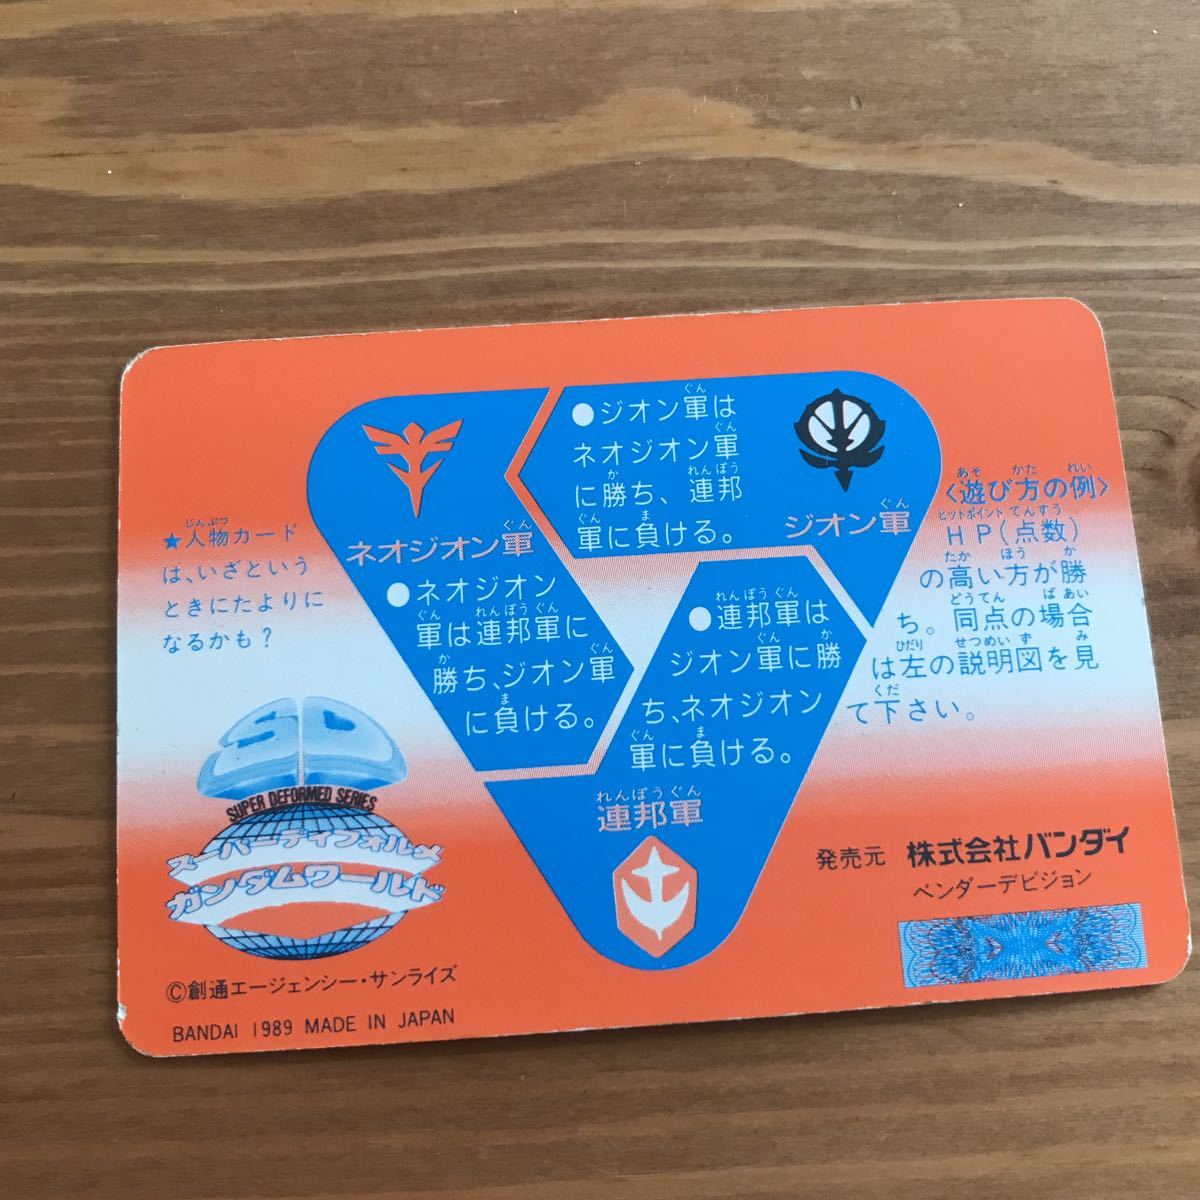 ●ジオン軍は
ネオジオン軍
に勝ち、連邦
軍に負ける。
ネオジオン軍
●ネオジオン
軍は連邦軍に
勝ち、ジオン軍
に負ける。
ジオン軍
●連邦軍は
ジオン軍に勝
ち、ネオジオン
軍に負ける。
連邦軍
★人物カード
は、いざという
ときにたよりに
なるかも?
〈遊び方の例〉
HP(点数)
の高い方が勝
ち。同点の場合
は左の説明図を見
て下さい。
SUPER DEFORMED SERIES
スーパーディフォルメ
ガンダムワールド
©創通エージェンシー・サンライズ
BANDAI 1989 MADE IN JAPAN
発売元 株式会社バンダイ
ベンダーデビジョン